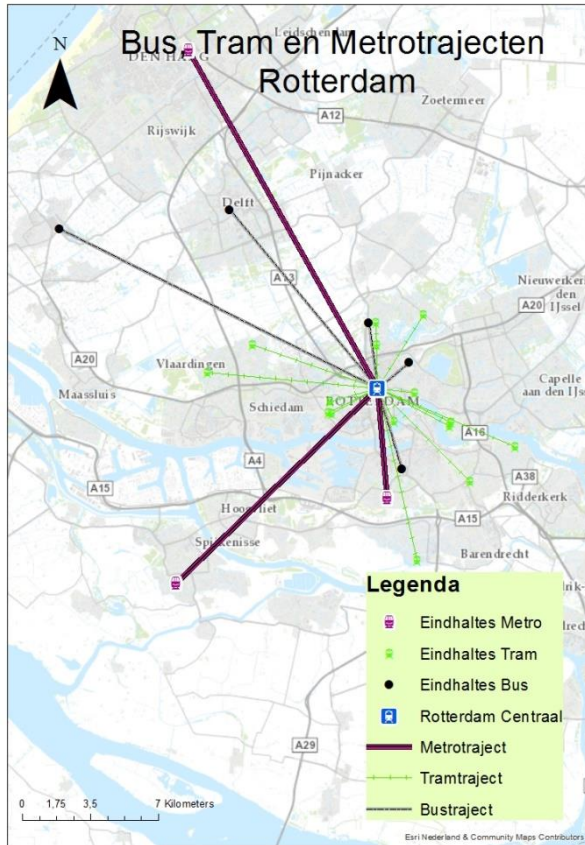 Bus, Tram en Metrotrajecten
Rotterdam
N
Leidschendam
DEN HAAG
Zoetermeer
A12
Rijswijk
Pijnacker
Delft
A13
Nieuwerkerk
den
IJssel
A20
A20
Vlaardingen
Maassluis
Schiedam
ROTTERDAM
Capelle
aan den IJs
A16
A4
A38
A15
Hoogvliet
Ridderkerk
A15
Spijkenisse
Barendrecht
Legenda
Eindhaltes Metro
Eindhaltes Tram
Eindhaltes Bus
Rotterdam Centraal
Metrotraject
Tramtraject
Bustraject
A29
0 1,75 3,5 7 Kilometers
Esri Nederland & Community Maps Contributors